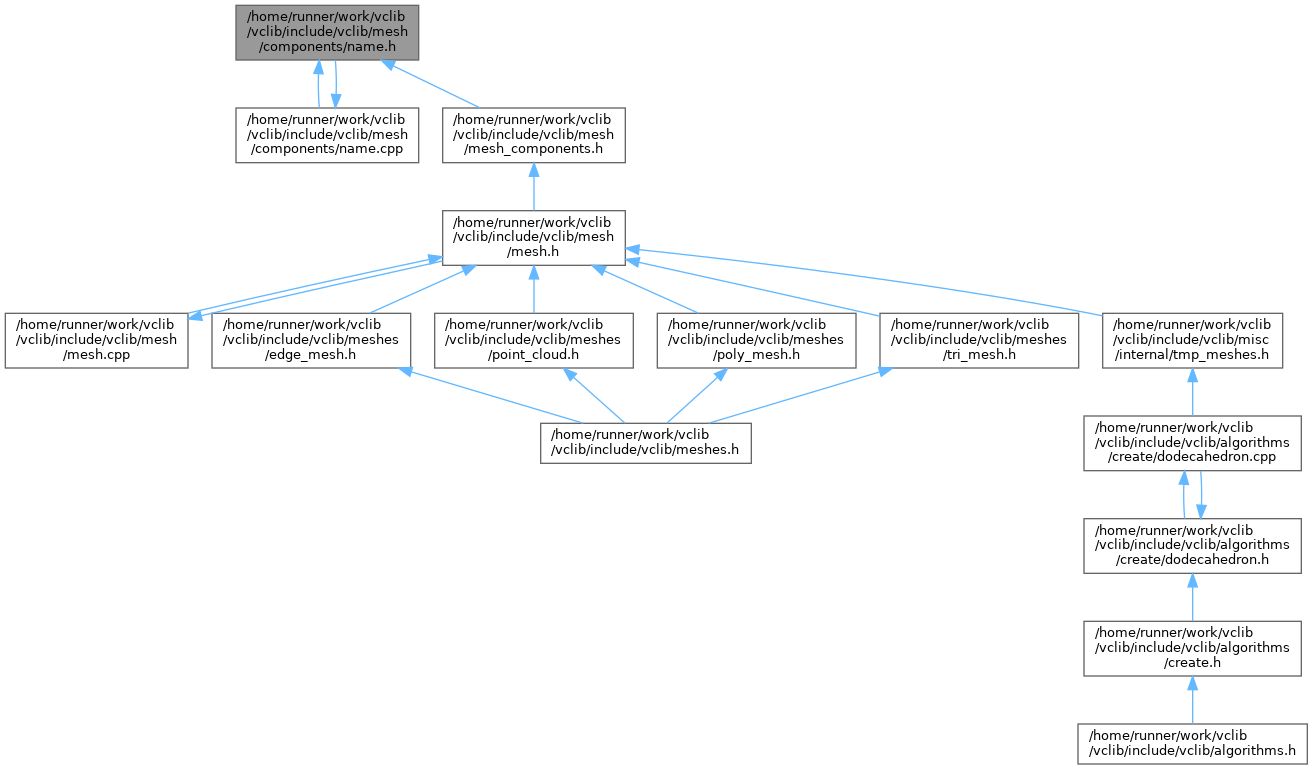 /home/runner/work/vclib
/vclib/include/vclib/mesh
/components/name.h
/home/runner/work/vclib
/vclib/include/vclib/mesh
/components/name.cpp
/home/runner/work/vclib
/vclib/include/vclib/mesh
/mesh_components.h
/home/runner/work/vclib
/vclib/include/vclib/mesh
/mesh.h
/home/runner/work/vclib
/vclib/include/vclib/mesh
/mesh.cpp
/home/runner/work/vclib
/vclib/include/vclib/meshes
/edge_mesh.h
/home/runner/work/vclib
/vclib/include/vclib/meshes
/point_cloud.h
/home/runner/work/vclib
/vclib/include/vclib/meshes
/poly_mesh.h
/home/runner/work/vclib
/vclib/include/vclib/meshes
/tri_mesh.h
/home/runner/work/vclib
/vclib/include/vclib/misc
/internal/tmp_meshes.h
/home/runner/work/vclib
/vclib/include/vclib/meshes.h
/home/runner/work/vclib
/vclib/include/vclib/algorithms
/create/dodecahedron.cpp
/home/runner/work/vclib
/vclib/include/vclib/algorithms
/create/dodecahedron.h
/home/runner/work/vclib
/vclib/include/vclib/algorithms
/create.h
/home/runner/work/vclib
/vclib/include/vclib/algorithms.h